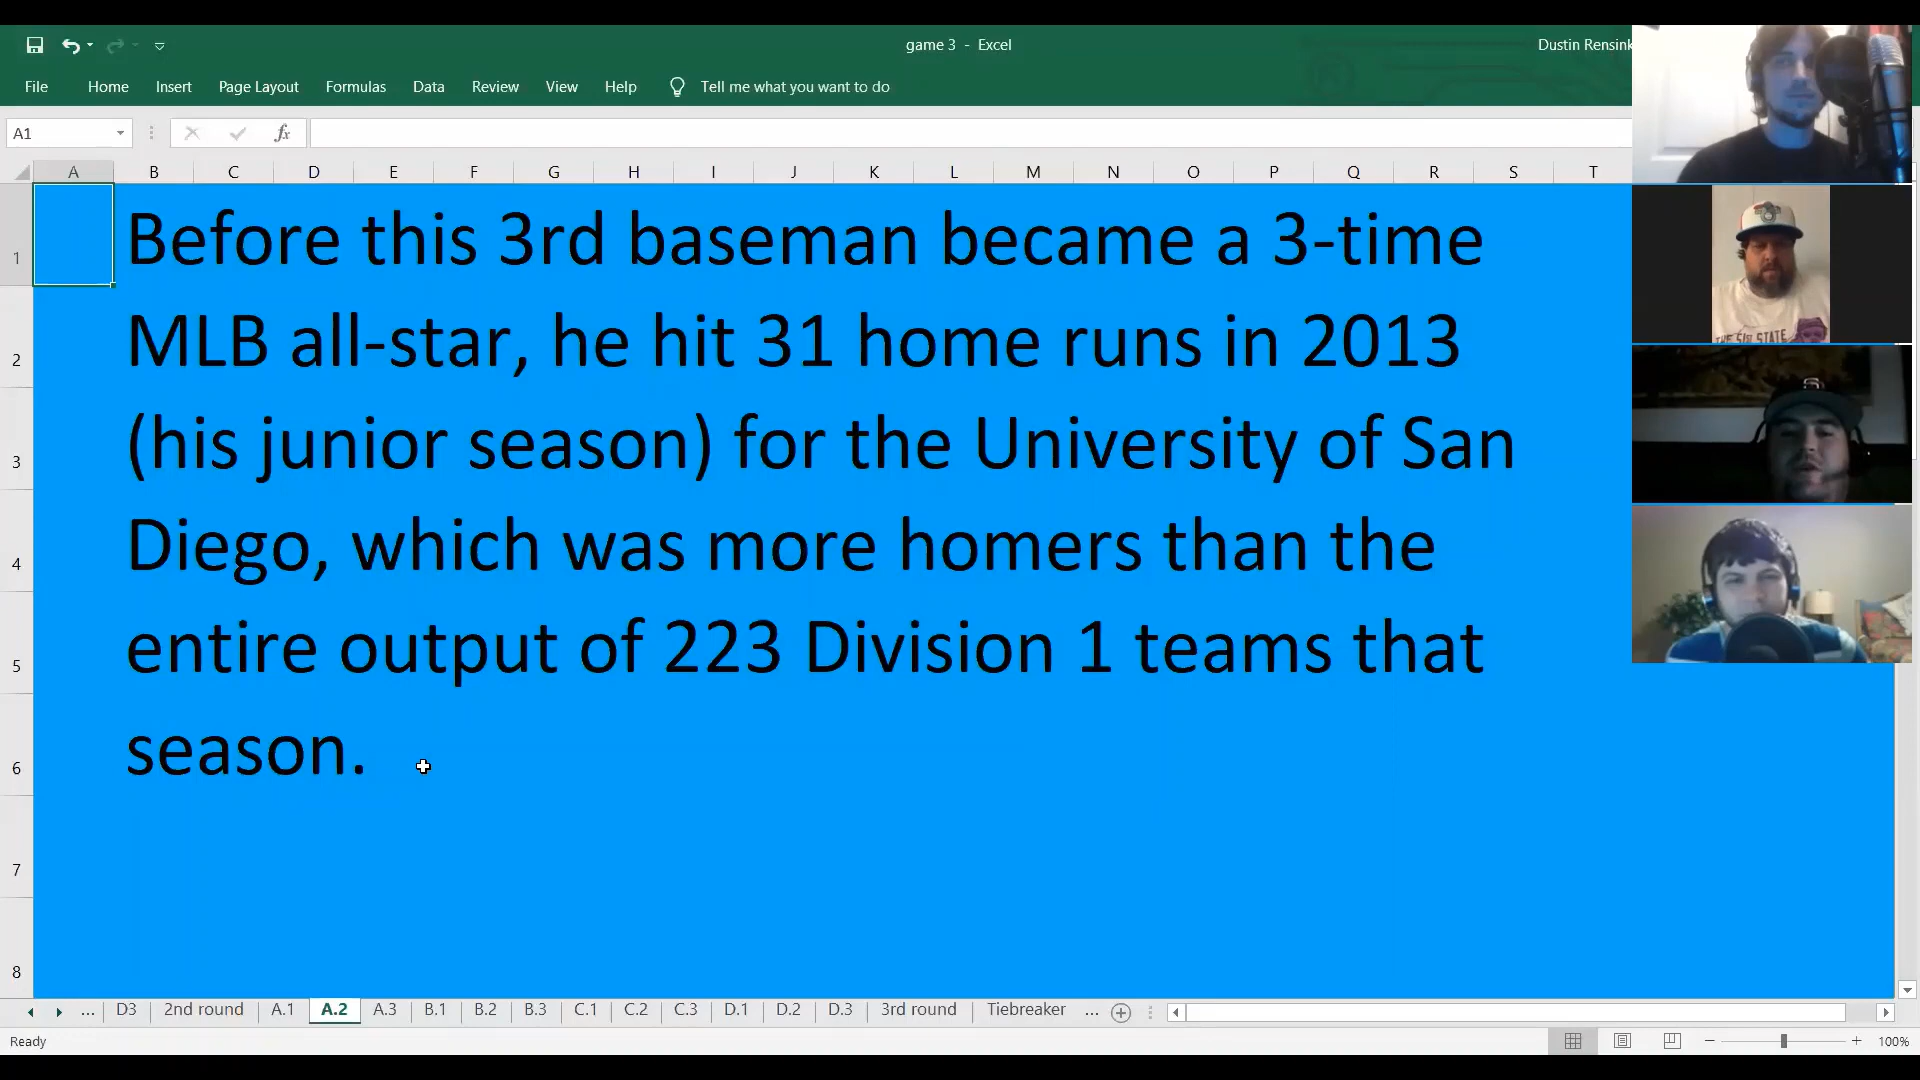 game 3 - Excel
Dustin Rensink
File Home Insert Page Layout Formulas Data Review View Help Tell me what you want to do
A1 fx
A B C D E F G H I J K L M N O P Q R S T
1 Before this 3rd baseman became a 3-time
2 MLB all-star, he hit 31 home runs in 2013
3 (his junior season) for the University of San
4 Diego, which was more homers than the
5 entire output of 223 Division 1 teams that
6 season.
7
8
... D3 2nd round A.1 A.2 A.3 B.1 B.2 B.3 C.1 C.2 C.3 D.1 D.2 D.3 3rd round Tiebreaker ...
Ready 100%